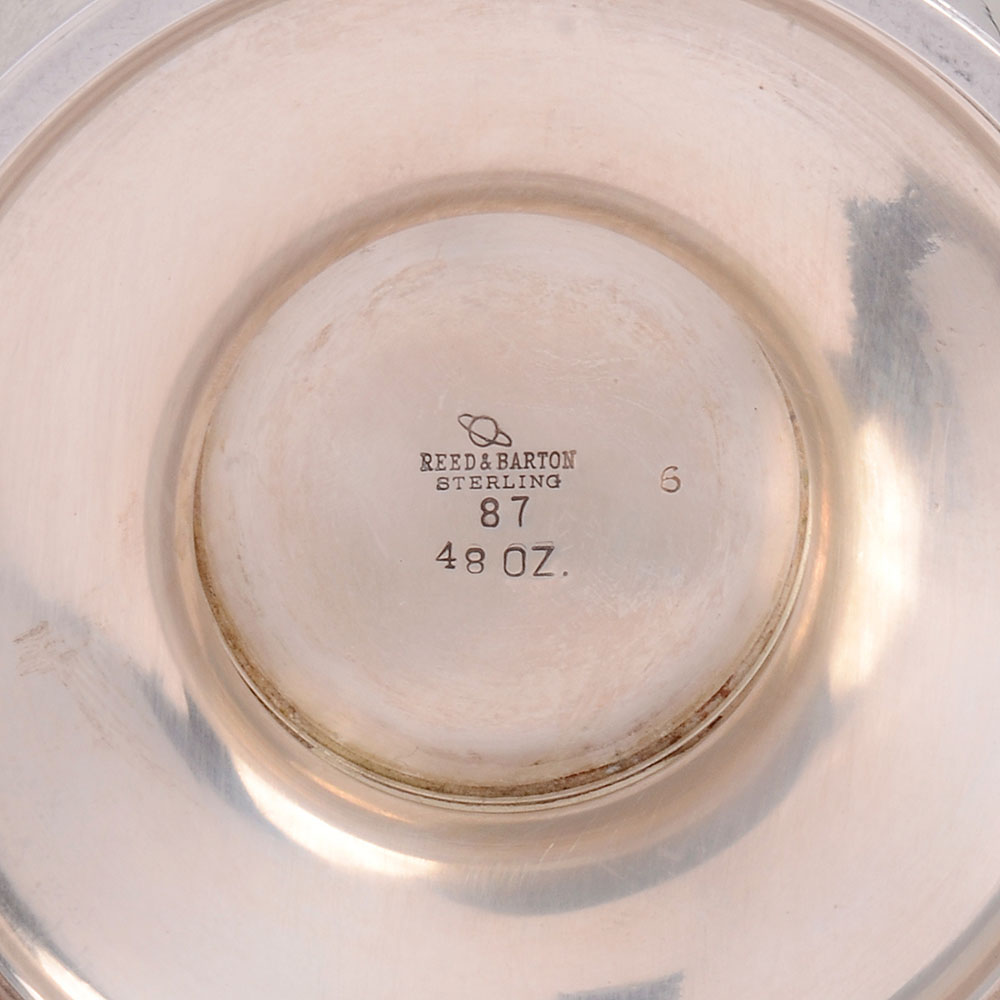 REED & BARTON
STERLING
87
6
48 OZ.